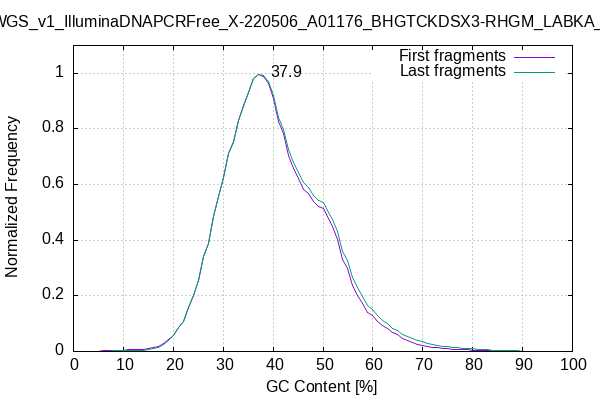 WGS_v1_IlluminaDNAPCRFree_X-220506_A01176_BHGTCKDSX3-RHGM_LABKA_
First fragments
Last fragments
37.9
1
0.8
0.6
0.4
0.2
0
Normalized Frequency
0 10 20 30 40 50 60 70 80 90 100
GC Content [%]